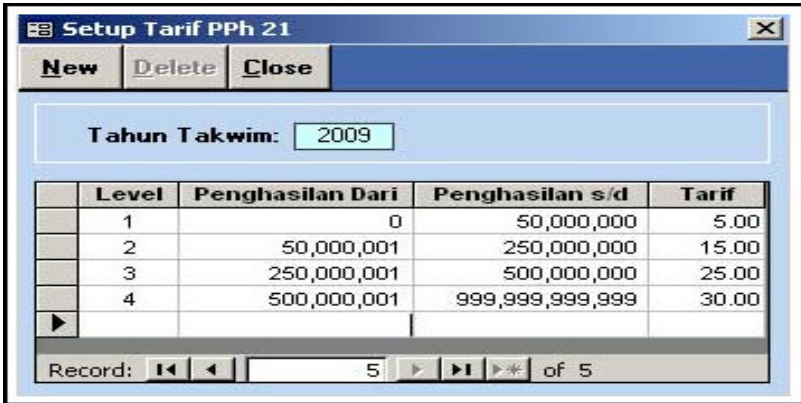 Setup Tarif PPh 21
New Delete Close
Tahun Takwim: 2009
Level Penghasilan Dari Penghasilan s/d Tarif
1 0 50,000,000 5.00
2 50,000,001 250,000,000 15.00
3 250,000,001 500,000,000 25.00
4 500,000,001 999,999,999,999 30.00
Record: 5 of 5